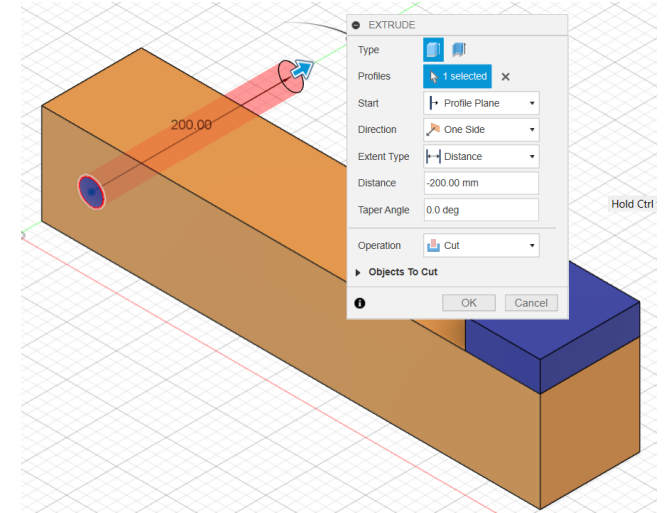 EXTRUDE
Type
Profiles 1 selected
Start Profile Plane
Direction One Side
Extent Type Distance
Distance -200.00 mm
Taper Angle 0.0 deg
Operation Cut
Objects To Cut
OK Cancel
200.00
Hold Ctrl